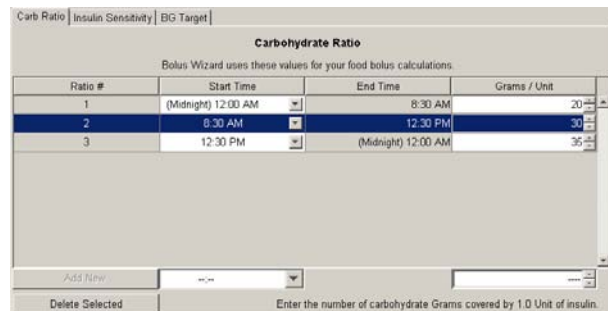 Carb Ratio Insulin Sensitivity BG Target
Carbohydrate Ratio
Bolus Wizard uses these values for your food bolus calculations.
Ratio # Start Time End Time Grams / Unit
1 (Midnight) 12:00 AM 8:30 AM 20
2 8:30 AM 12:30 PM 30
3 12:30 PM (Midnight) 12:00 AM 35
Add New --:-- ----
Delete Selected Enter the number of carbohydrate Grams covered by 1.0 Unit of insulin.